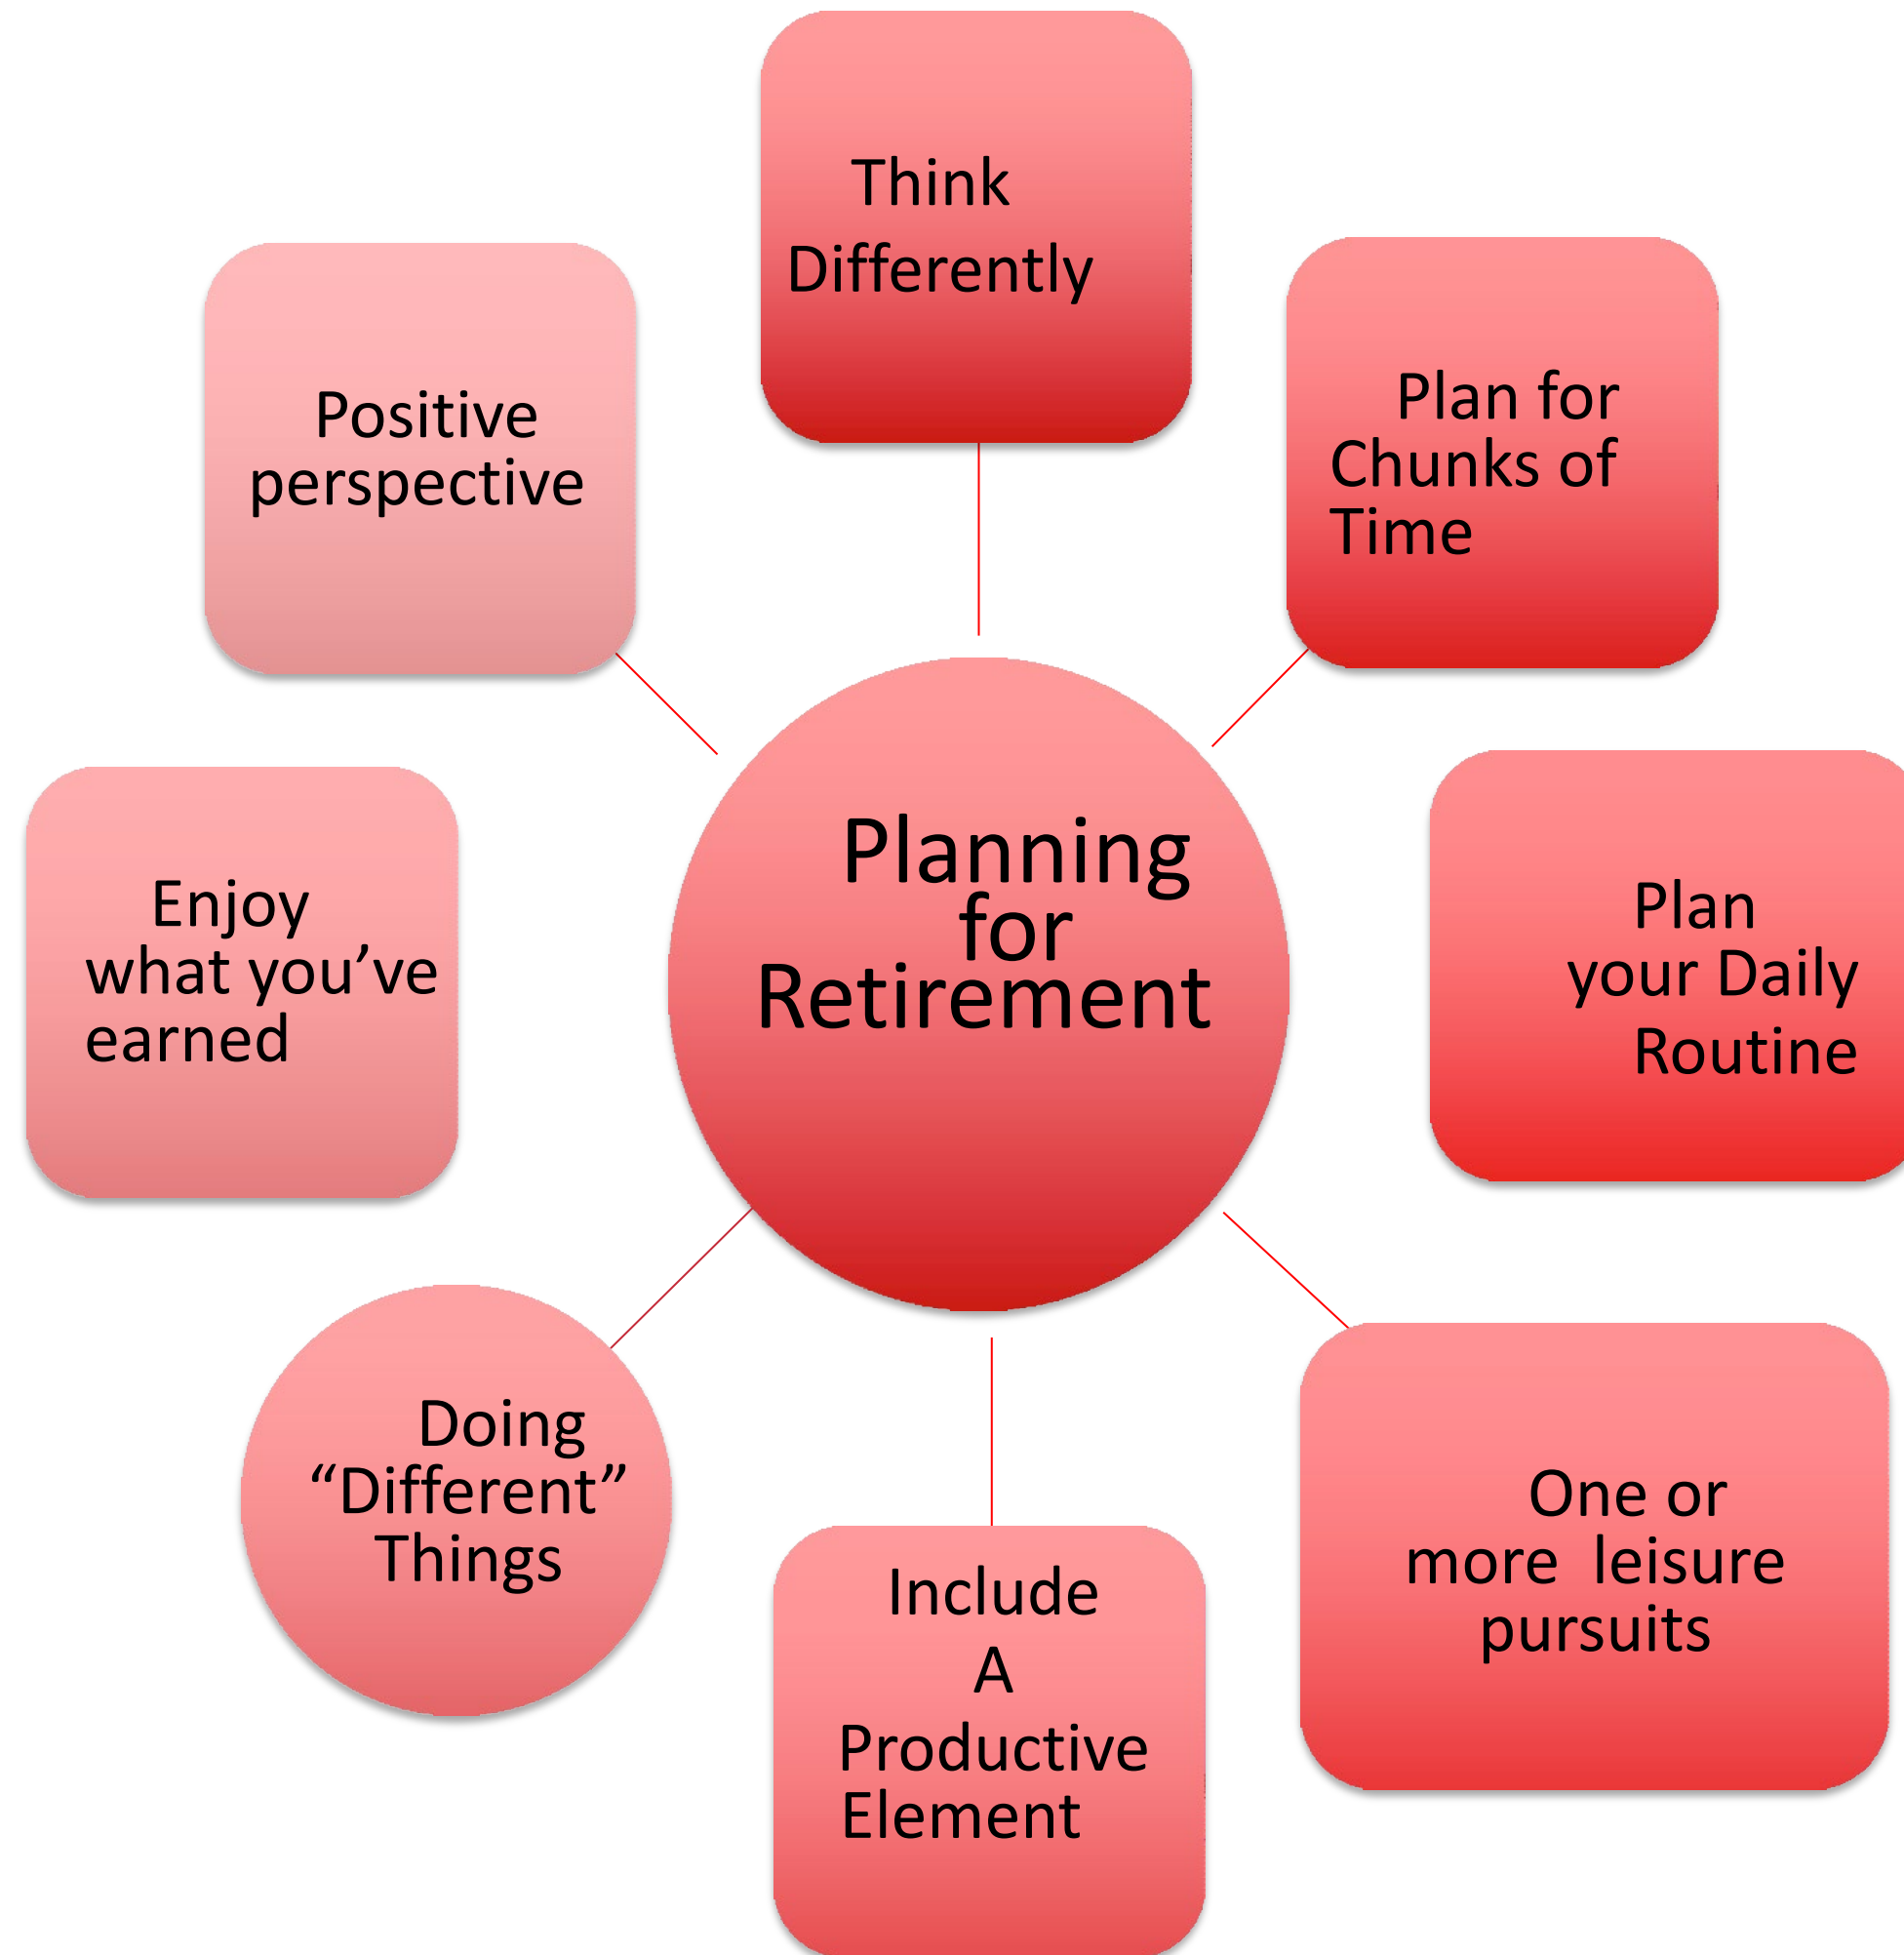 Think
Differently
Plan for
Chunks of
Time
Plan
your Daily
Routine
One or
more  leisure
pursuits
Include
A
Productive
Element
Doing
“Different”
Things
Enjoy
what you’ve
earned
Positive
perspective
Planning
for
Retirement